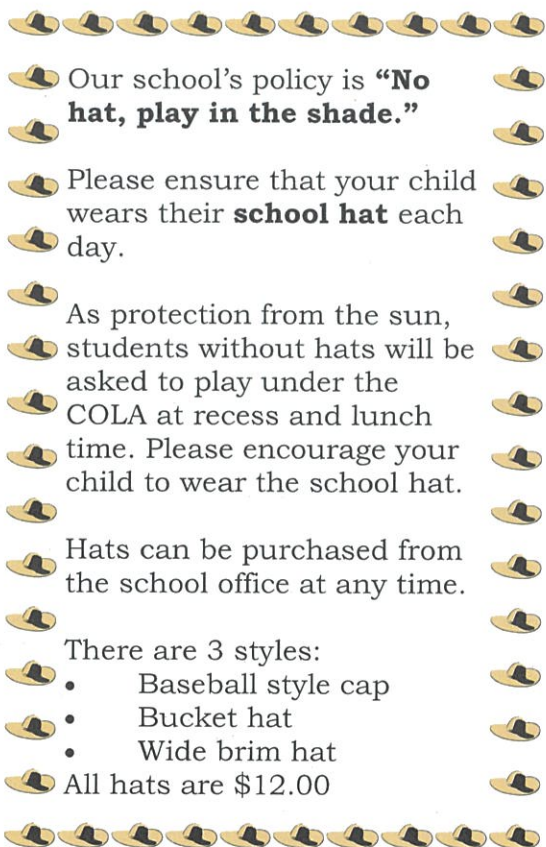 Our school's policy is “No
hat, play in the shade.”
Please ensure that your child
wears their school hat each
day.
As protection from the sun,
students without hats will be
asked to play under the
COLA at recess and lunch
time. Please encourage your
child to wear the school hat.
Hats can be purchased from
the school office at any time.
There are 3 styles:
• Baseball style cap
• Bucket hat
• Wide brim hat
All hats are $12.00